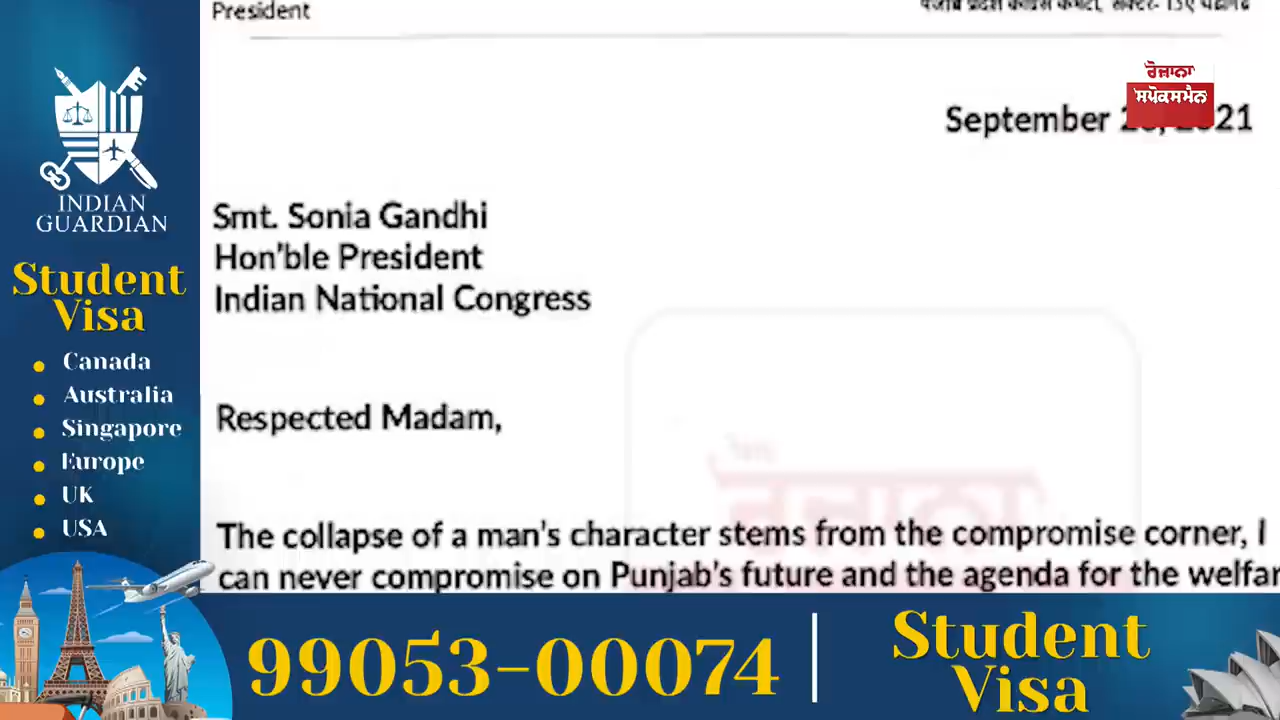 President
September 21
Smt. Sonia Gandhi
Hon'ble President
Indian National Congress
Respected Madam,
The collapse of a man's character stems from the compromise corner, I
can never compromise on Punjab's future and the agenda for the welfar
ਰੋਜ਼ਾਨਾ
ਸਪੋਕਸਮੈਨ
INDIAN
GUARDIAN
Student
Visa
Canada
Australia
Singapore
Europe
UK
USA
99053-00074
Student
Visa